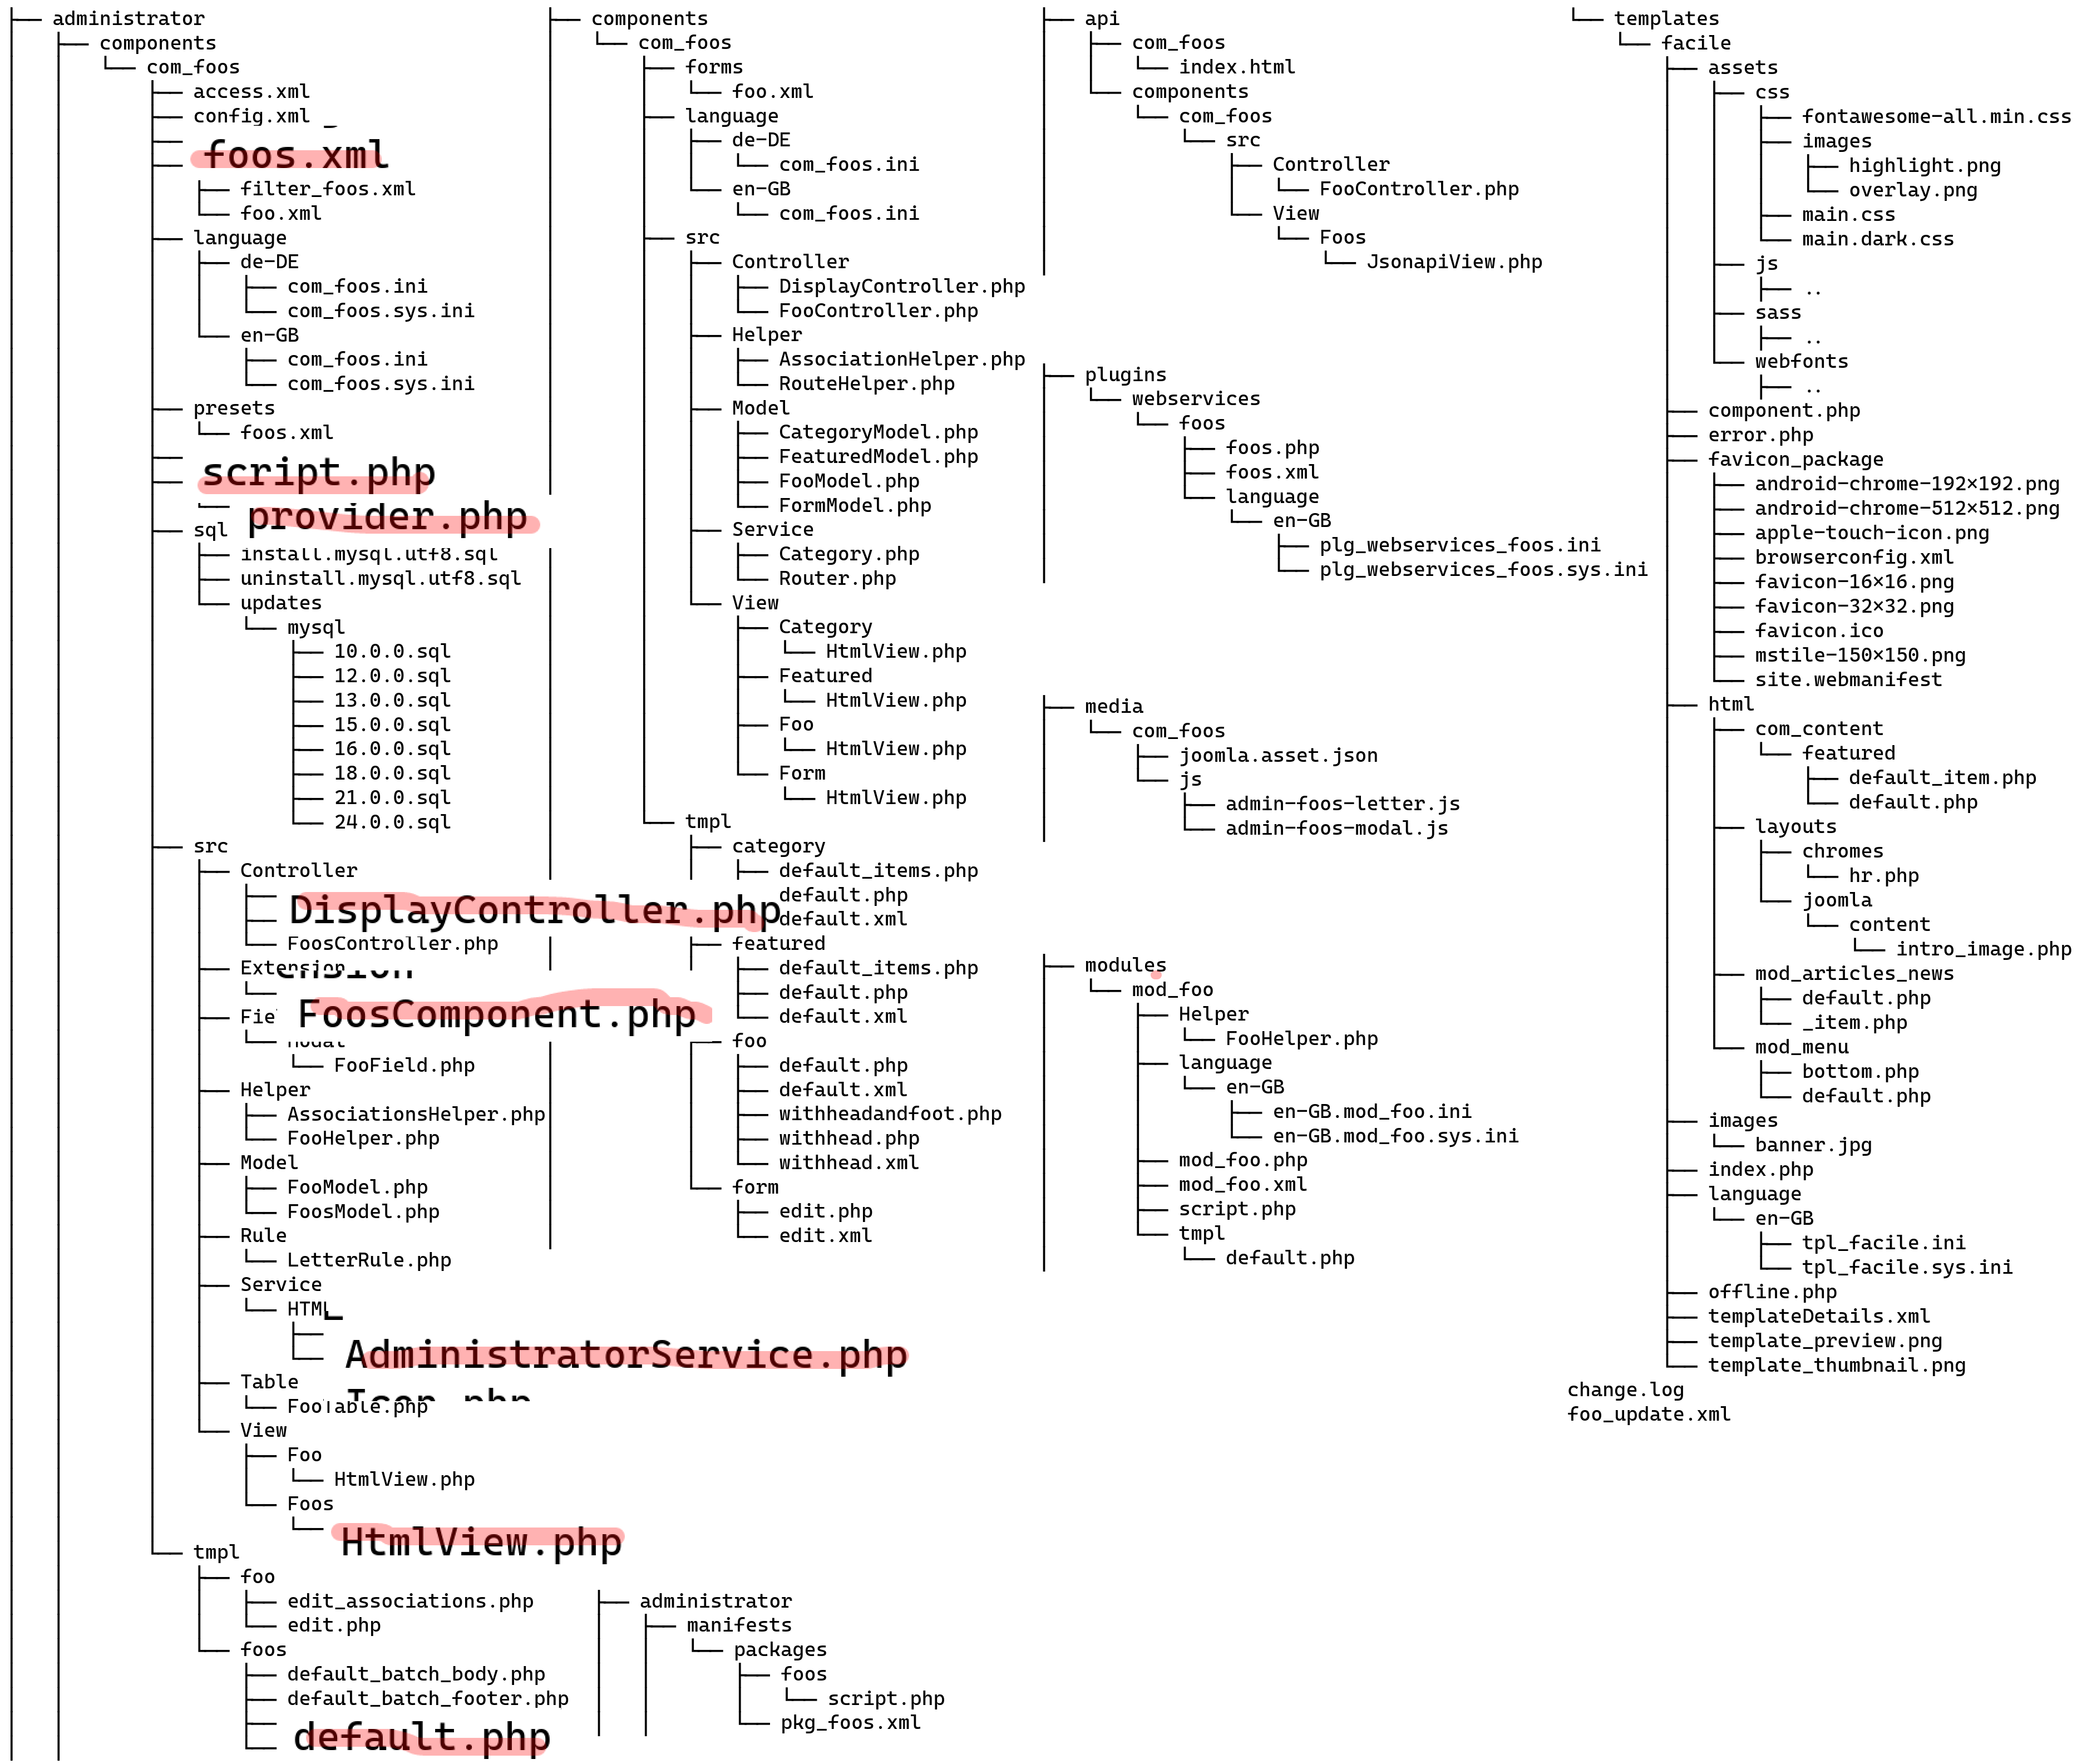 administrator
components
com_foos
access.xml
config.xml
foos.xml
filter_foos.xml
foo.xml
language
de-DE
com_foos.ini
com_foos.sys.ini
en-GB
com_foos.ini
com_foos.sys.ini
presets
foos.xml
script.php
provider.php
sql
install.mysql.utf8.sql
uninstall.mysql.utf8.sql
updates
mysql
10.0.0.sql
12.0.0.sql
13.0.0.sql
15.0.0.sql
16.0.0.sql
18.0.0.sql
21.0.0.sql
24.0.0.sql
src
Controller
DisplayController.php
FoosController.php
Extension
FoosComponent.php
Modal
FooField.php
Helper
AssociationsHelper.php
FooHelper.php
Model
FooModel.php
FoosModel.php
Rule
LetterRule.php
Service
HTML
AdministratorService.php
Icon.php
Table
FooTable.php
View
Foo
HtmlView.php
Foos
HtmlView.php
tmpl
foo
edit_associations.php
edit.php
foos
default_batch_body.php
default_batch_footer.php
default.php
components
com_foos
forms
foo.xml
language
de-DE
com_foos.ini
en-GB
com_foos.ini
src
Controller
DisplayController.php
FooController.php
Helper
AssociationHelper.php
RouteHelper.php
Model
CategoryModel.php
FeaturedModel.php
FooModel.php
FormModel.php
Service
Category.php
Router.php
View
Category
HtmlView.php
Featured
HtmlView.php
Foo
HtmlView.php
Form
HtmlView.php
tmpl
category
default_items.php
default.php
default.xml
featured
default_items.php
default.php
default.xml
foo
default.php
default.xml
withheadandfoot.php
withhead.php
withhead.xml
form
edit.php
edit.xml
administrator
manifests
packages
foos
script.php
pkg_foos.xml
api
com_foos
index.html
components
com_foos
src
Controller
FooController.php
View
Foos
JsonapiView.php
plugins
webservices
foos
foos.php
foos.xml
language
en-GB
plg_webservices_foos.ini
plg_webservices_foos.sys.ini
media
com_foos
joomla.asset.json
js
admin-foos-letter.js
admin-foos-modal.js
modules
mod_foo
Helper
FooHelper.php
language
en-GB
en-GB.mod_foo.ini
en-GB.mod_foo.sys.ini
mod_foo.php
mod_foo.xml
script.php
tmpl
default.php
templates
facile
assets
css
fontawesome-all.min.css
images
highlight.png
overlay.png
main.css
main.dark.css
js
..
sass
..
webfonts
..
component.php
error.php
favicon_package
android-chrome-192×192.png
android-chrome-512×512.png
apple-touch-icon.png
browserconfig.xml
favicon-16×16.png
favicon-32×32.png
favicon.ico
mstile-150×150.png
site.webmanifest
html
com_content
featured
default_item.php
default.php
layouts
chromes
hr.php
joomla
content
intro_image.php
mod_articles_news
default.php
_item.php
mod_menu
bottom.php
default.php
images
banner.jpg
index.php
language
en-GB
tpl_facile.ini
tpl_facile.sys.ini
offline.php
templateDetails.xml
template_preview.png
template_thumbnail.png
change.log
foo_update.xml